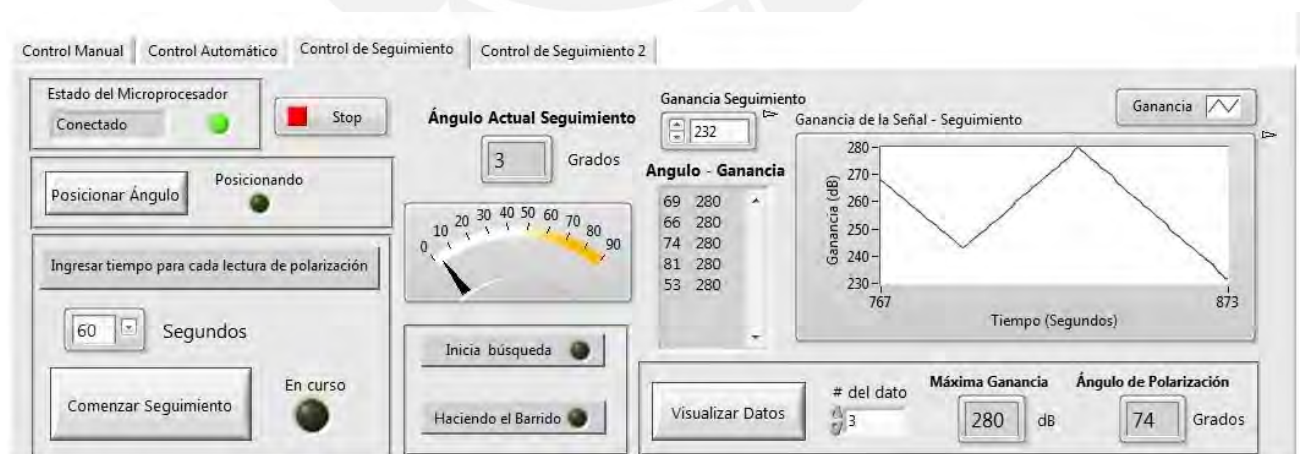 Control Manual
Control Automático
Control de Seguimiento
Control de Seguimiento 2
Estado del Microprocesador
Conectado
Stop
Posicionar Ángulo
Posicionando
Ingresar tiempo para cada lectura de polarización
60
Segundos
Comenzar Seguimiento
En curso
Ángulo Actual Seguimiento
3
Grados
0
10
20
30
40
50
60
70
80
90
Inicia búsqueda
Haciendo el Barrido
Ganancia Seguimiento
232
Angulo - Ganancia
69 280
66 280
74 280
81 280
53 280
Ganancia de la Señal - Seguimiento
Ganancia
Ganancia (dB)
280
270
260
250
240
230
767
873
Tiempo (Segundos)
Visualizar Datos
# del dato
3
Máxima Ganancia
280 dB
Ángulo de Polarización
74 Grados